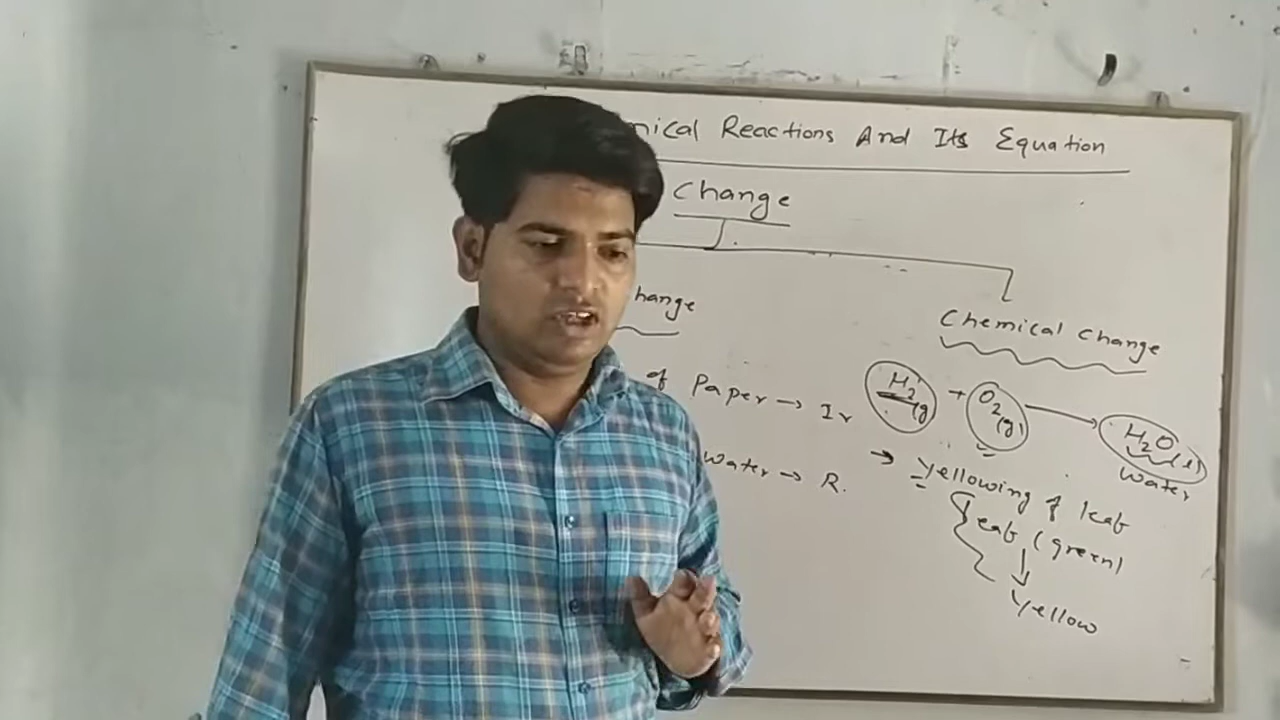 mical Reactions And Its Equation
Change
hange
of Paper → Ir
Water → R.
Chemical Change
H2(g) + O2(g) → H2O(l)
Water
→ Yellowing of leaf
Leaf (green)
↓
Yellow